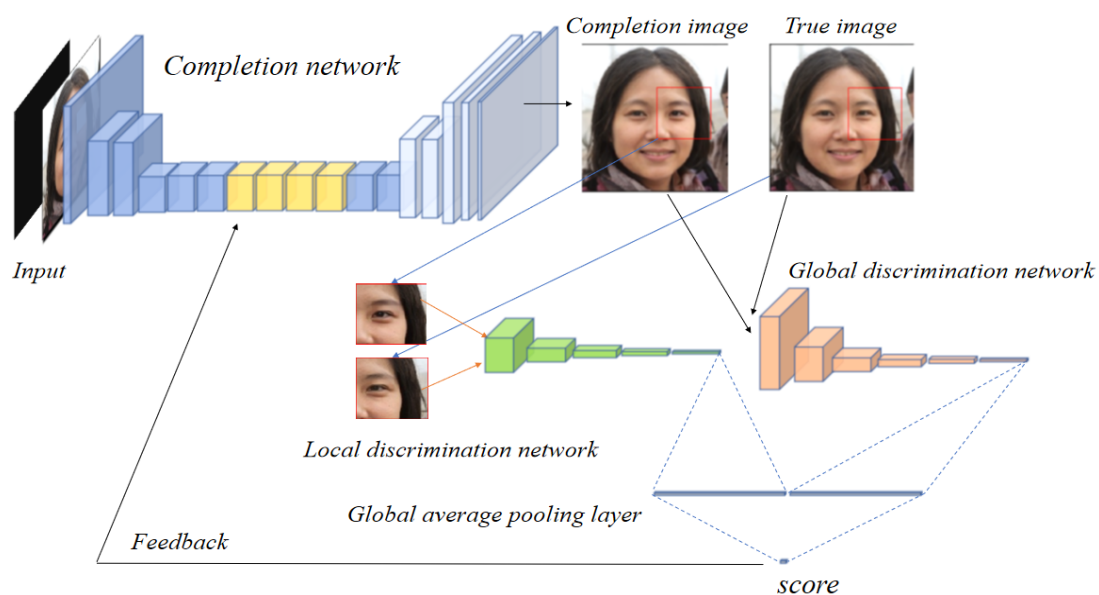 Completion image
True image
Completion network
Input
Global discrimination network
Local discrimination network
Global average pooling layer
Feedback
score